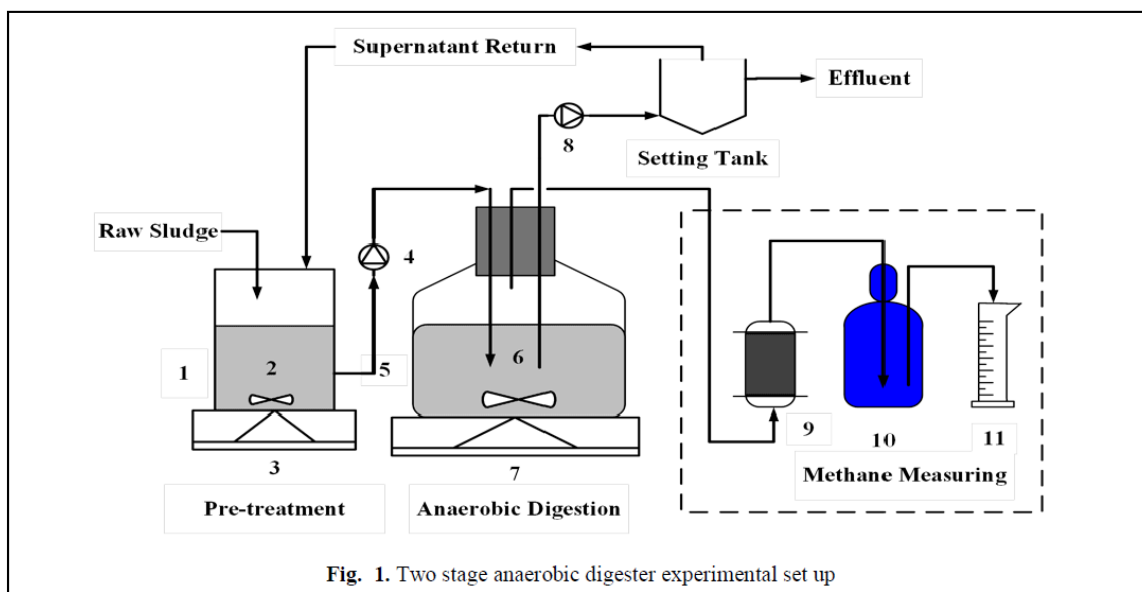 Supernatant Return
Effluent
8
Setting Tank
Raw Sludge
4
1
2
5
6
3
7
9
10
11
Pre-treatment
Anaerobic Digestion
Methane Measuring
Fig. 1. Two stage anaerobic digester experimental set up